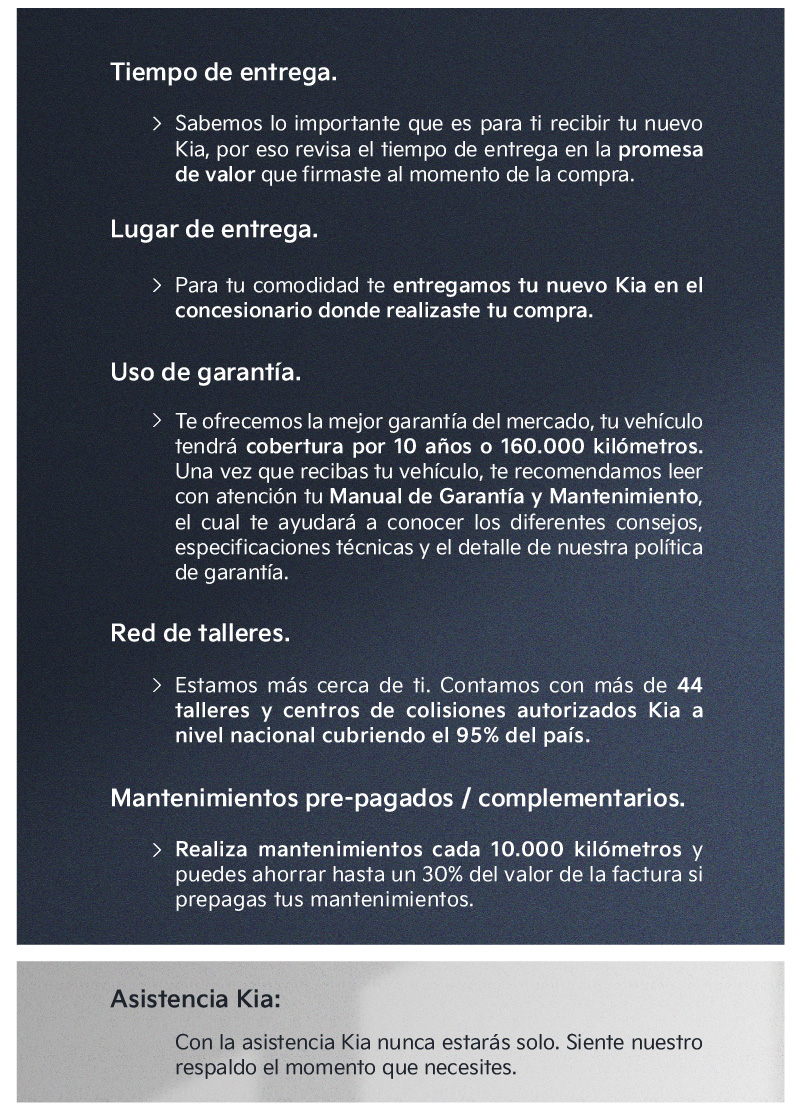 Tiempo de entrega.
> Sabemos lo importante que es para ti recibir tu nuevo
Kia, por eso revisa el tiempo de entrega en la promesa
de valor que firmaste al momento de la compra.
Lugar de entrega.
> Para tu comodidad te entregamos tu nuevo Kia en el
concesionario donde realizaste tu compra.
Uso de garantía.
> Te ofrecemos la mejor garantía del mercado, tu vehículo
tendrá cobertura por 10 años o 160.000 kilómetros.
Una vez que recibas tu vehículo, te recomendamos leer
con atención tu Manual de Garantía y Mantenimiento,
el cual te ayudará a conocer los diferentes consejos,
especificaciones técnicas y el detalle de nuestra política
de garantía.
Red de talleres.
> Estamos más cerca de ti. Contamos con más de 44
talleres y centros de colisiones autorizados Kia a
nivel nacional cubriendo el 95% del país.
Mantenimientos pre-pagados / complementarios.
> Realiza mantenimientos cada 10.000 kilómetros y
puedes ahorrar hasta un 30% del valor de la factura si
prepagas tus mantenimientos.
Asistencia Kia:
Con la asistencia Kia nunca estarás solo. Siente nuestro
respaldo el momento que necesites.